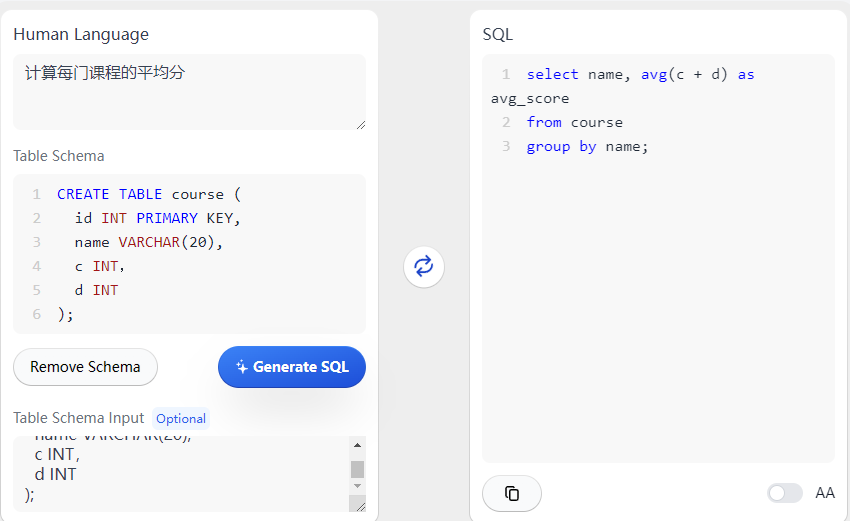 Human Language
计算每门课程的平均分
Table Schema
1 CREATE TABLE course (
2 id INT PRIMARY KEY,
3 name VARCHAR(20),
4 c INT,
5 d INT
6 );
Remove Schema
Generate SQL
Table Schema Input Optional
name VARCHAR(20),
c INT,
d INT
);
SQL
1 select name, avg(c + d) as
avg_score
2 from course
3 group by name;
AA